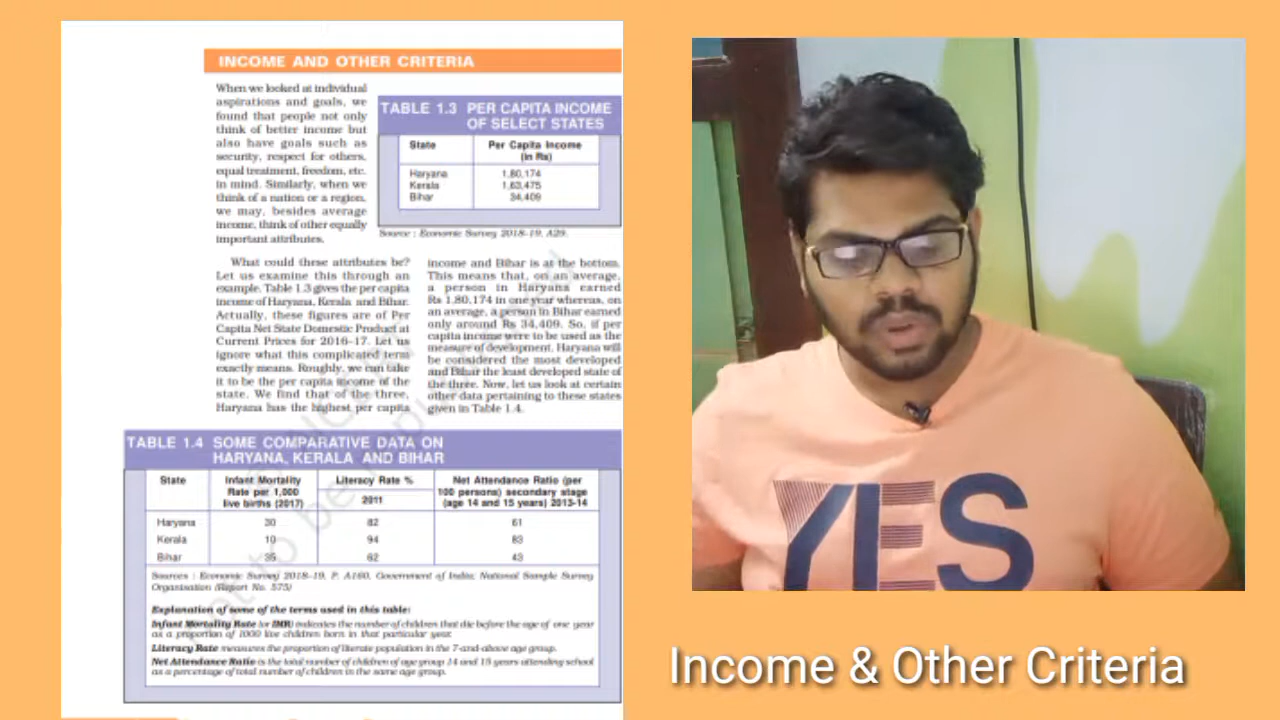 INCOME AND OTHER CRITERIA
When we looked at individual
aspirations and goals, we
found that people not only
think of better income but
also have goals such as
security, respect for others,
equal treatment, freedom, etc.
in mind. Similarly, when we
think of a nation or a region,
we may, besides average
income, think of other equally
important attributes.
TABLE 1.3 PER CAPITA INCOME
OF SELECT STATES
State Per Capita Income
(in Rs)
Haryana 1,80,174
Kerala 1,63,475
Bihar 34,409
Source : Economic Survey 2018-19, A29.
What could these attributes be?
Let us examine this through an
example. Table 1.3 gives the per capita
income of Haryana, Kerala and Bihar.
Actually, these figures are of Per
Capita Net State Domestic Product at
Current Prices for 2016–17. Let us
ignore what this complicated term
exactly means. Roughly, we can take
it to be the per capita income of the
state. We find that of the three,
Haryana has the highest per capita
income and Bihar is at the bottom.
This means that, on an average,
a person in Haryana earned
Rs 1,80,174 in one year whereas, on
an average, a person in Bihar earned
only around Rs 34,409. So, if per
capita income were to be used as the
measure of development, Haryana will
be considered the most developed
and Bihar the least developed state of
the three. Now, let us look at certain
other data pertaining to these states
given in Table 1.4.
TABLE 1.4 SOME COMPARATIVE DATA ON
HARYANA, KERALA AND BIHAR
State Infant Mortality Rate per 1,000 live births (2017) Literacy Rate % 2011 Net Attendance Ratio (per 100 persons) secondary stage (age 14 and 15 years) 2013-14
Haryana 30 82 61
Kerala 10 94 83
Bihar 35 62 43
Sources : Economic Survey 2018-19, P. A160, Government of India, National Sample Survey
Organisation (Report No. 575)
Explanation of some of the terms used in this table:
Infant Mortality Rate (or IMR) indicates the number of children that die before the age of one year
as a proportion of 1000 live children born in that particular year.
Literacy Rate measures the proportion of literate population in the 7-and-above age group.
Net Attendance Ratio is the total number of children of age group 14 and 15 years attending school
as a percentage of total number of children in the same age group.
YES
Income & Other Criteria